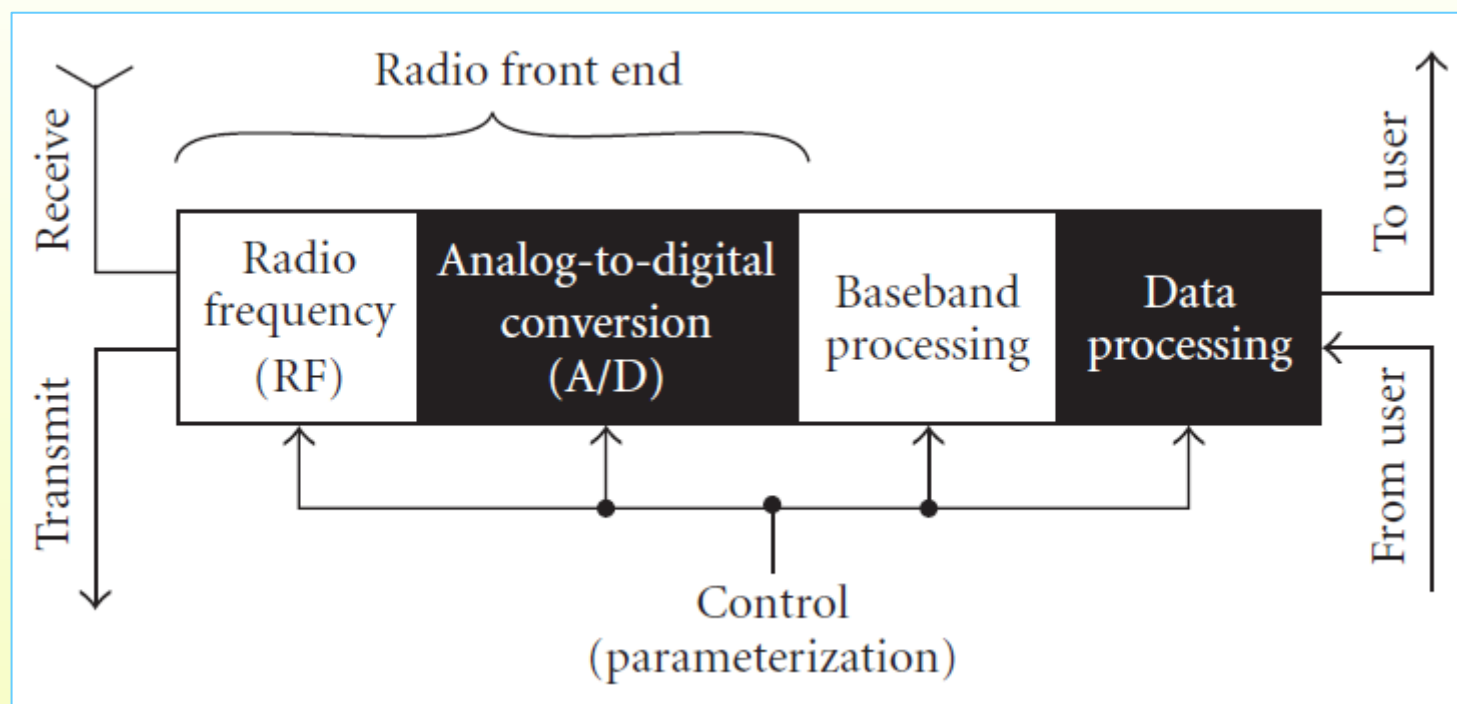 Radio front end
Receive
Transmit
Radio
frequency
(RF)
Analog-to-digital
conversion
(A/D)
Baseband
processing
Data
processing
To user
From user
Control
(parameterization)